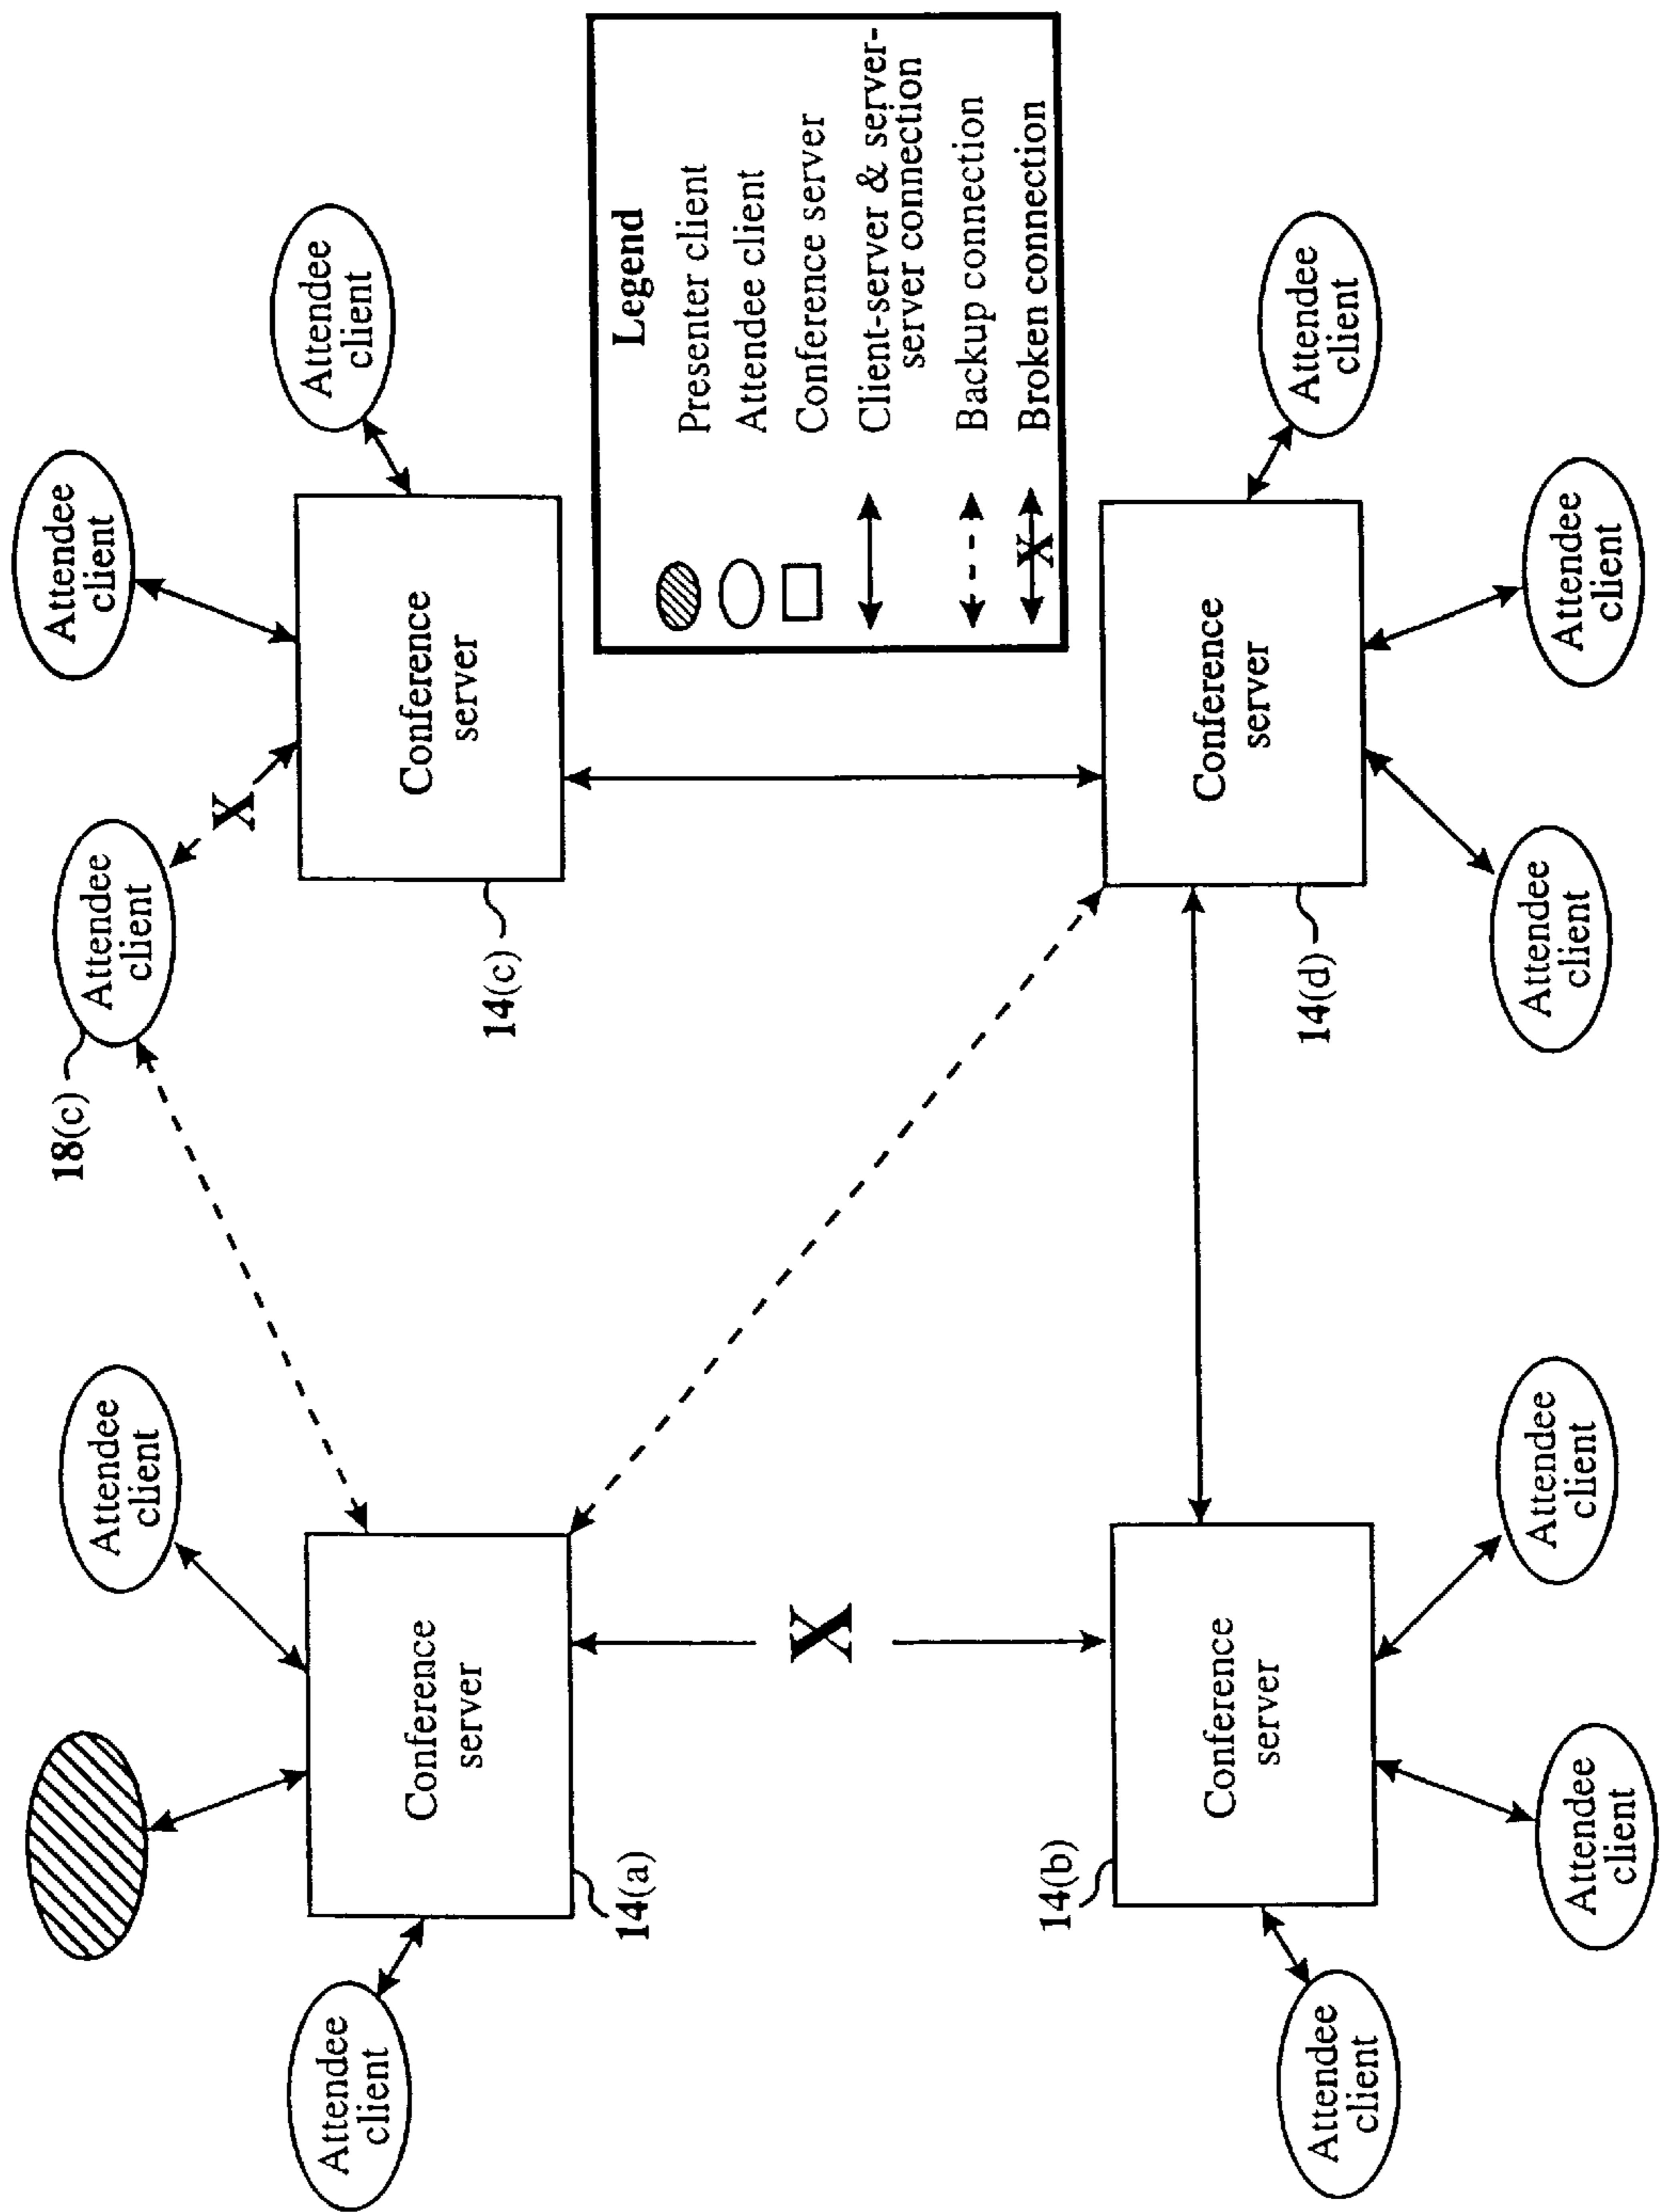 18(c)
Attendee
client
Attendee
client
Attendee
client
Attendee
client
Attendee
client
X
Conference
server
14(a)
Conference
server
14(c)
X
Legend
Presenter client
Attendee client
Conference server
Client-server & server-
server connection
Backup connection
X
Broken connection
14(b)
Conference
server
14(d)
Conference
server
Attendee
client
Attendee
client
Attendee
client
Attendee
client
Attendee
client
Attendee
client